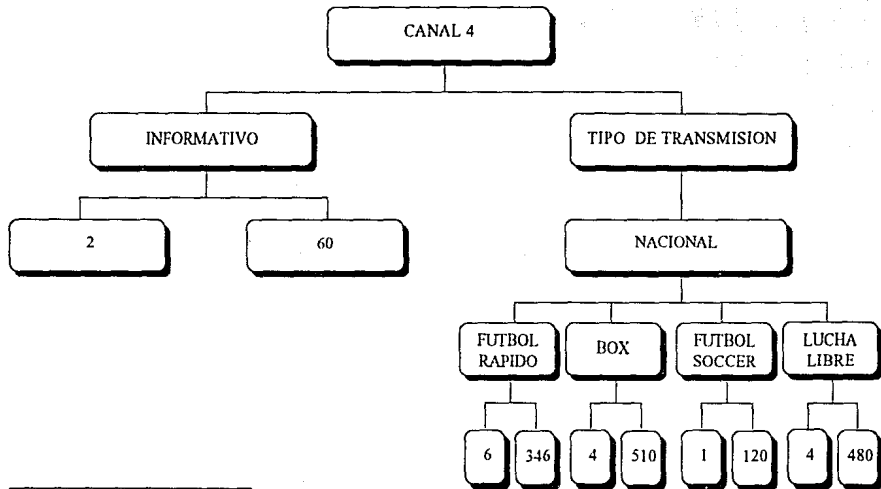 CANAL 4
INFORMATIVO
TIPO DE TRANSMISION
2
60
NACIONAL
FUTBOL
RAPIDO
BOX
FUTBOL
SOCCER
LUCHA
LIBRE
6
346
4
510
1
120
4
480